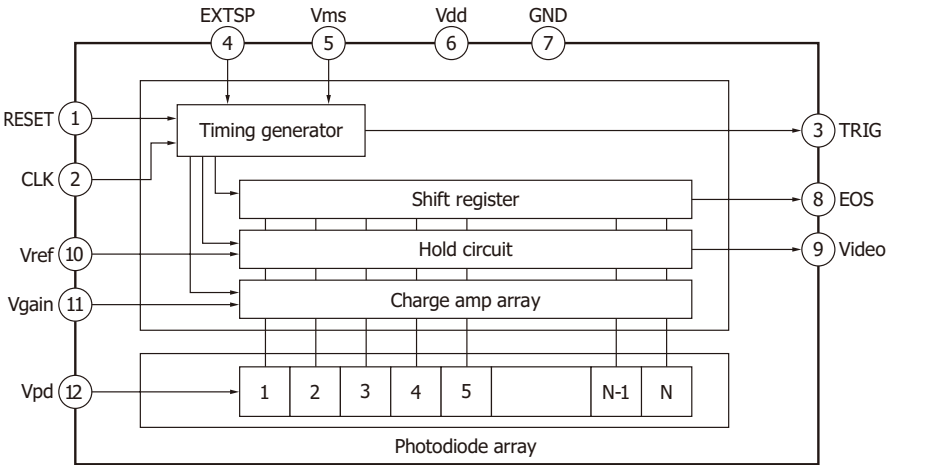 EXTSP Vms Vdd GND
4 5 6 7
RESET 1
Timing generator
3 TRIG
CLK 2
Shift register
8 EOS
Vref 10
Hold circuit
9 Video
Vgain 11
Charge amp array
Vpd 12
1 2 3 4 5 N-1 N
Photodiode array